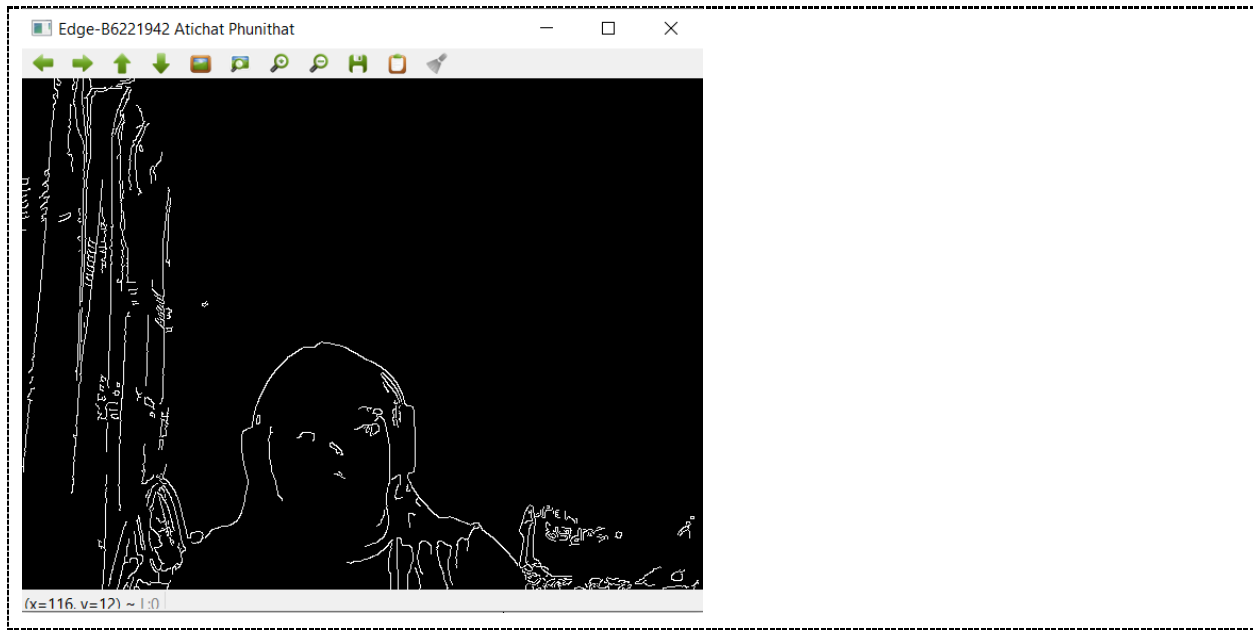 Edge-B6221942 Atichat Phunithat
(x=116, y=12) ~ L:0